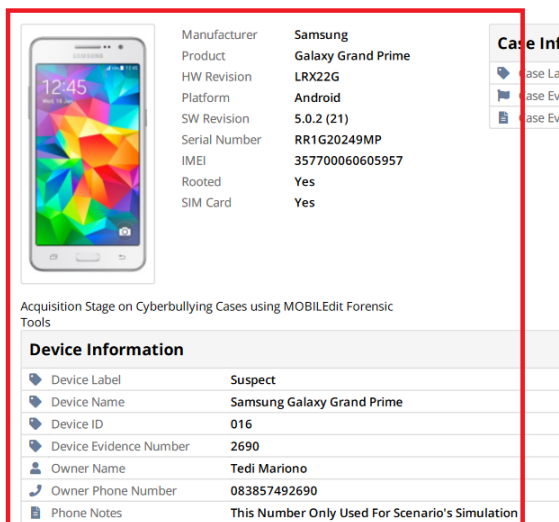 Manufacturer Samsung
Product Galaxy Grand Prime
HW Revision LRX22G
Platform Android
SW Revision 5.0.2 (21)
Serial Number RR1G20249MP
IMEI 357700060605957
Rooted Yes
SIM Card Yes
SAMSUNG
12:45
Case Inf
Case La
Case Ev
Case Ev
Acquisition Stage on Cyberbullying Cases using MOBILEdit Forensic
Tools
Device Information
Device Label Suspect
Device Name Samsung Galaxy Grand Prime
Device ID 016
Device Evidence Number 2690
Owner Name Tedi Mariono
Owner Phone Number 083857492690
Phone Notes This Number Only Used For Scenario's Simulation